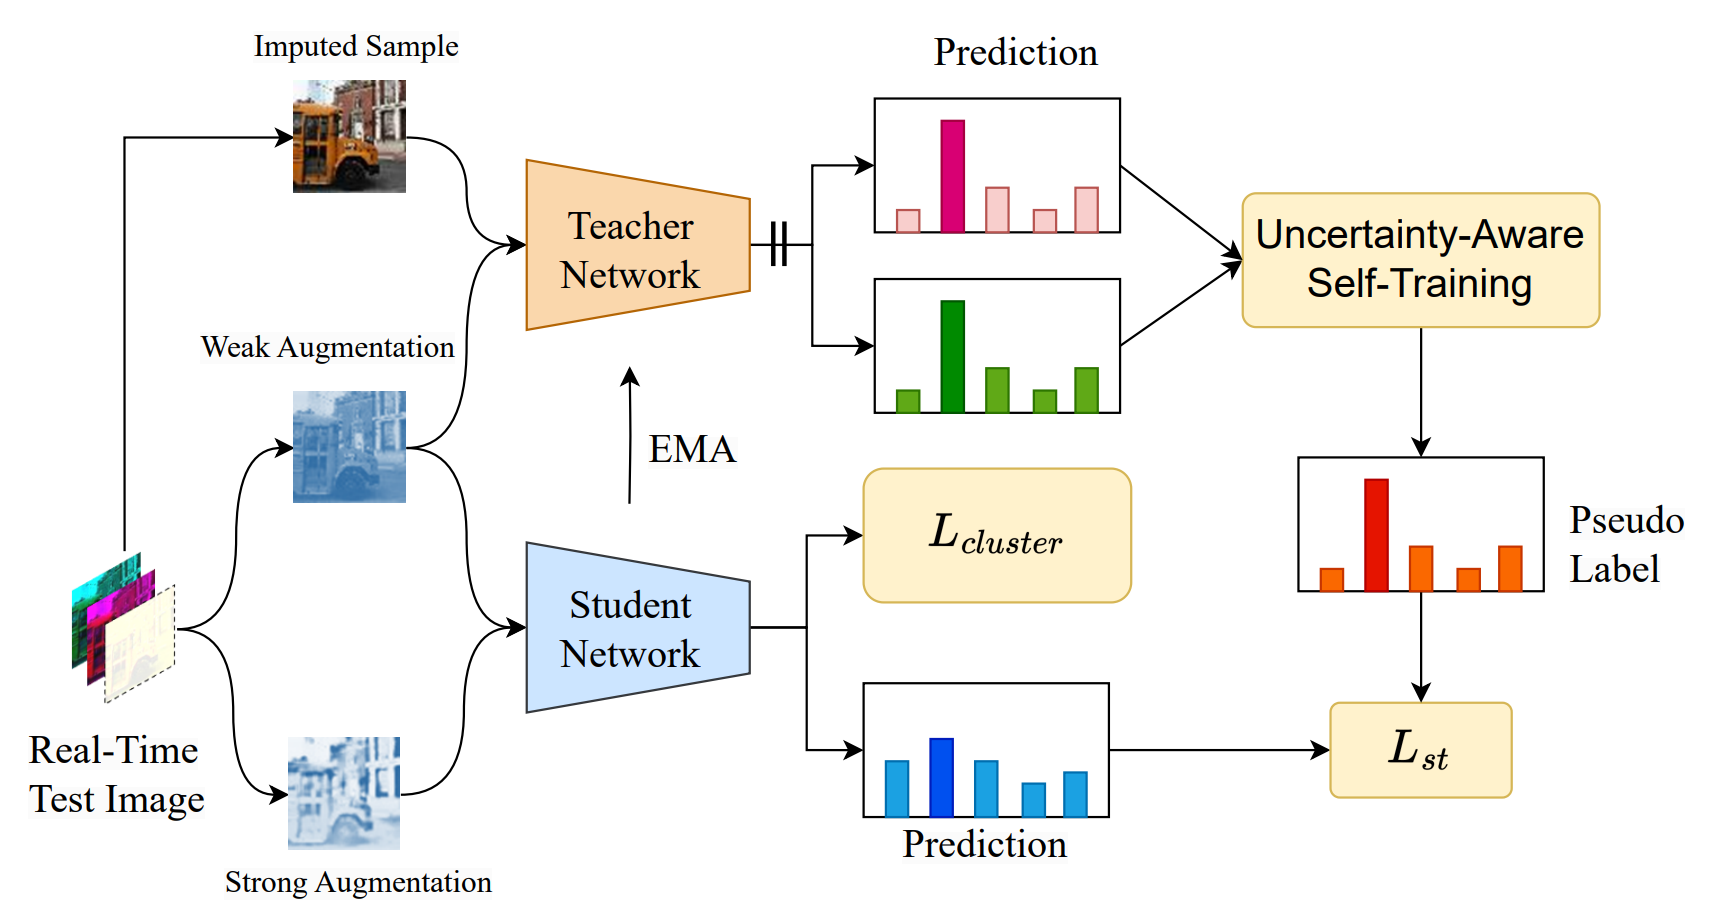 Imputed Sample
Prediction
Teacher
Network
Uncertainty-Aware
Self-Training
Weak Augmentation
EMA
L_{cluster}
Pseudo
Label
Student
Network
Real-Time
Test Image
L_{st}
Prediction
Strong Augmentation